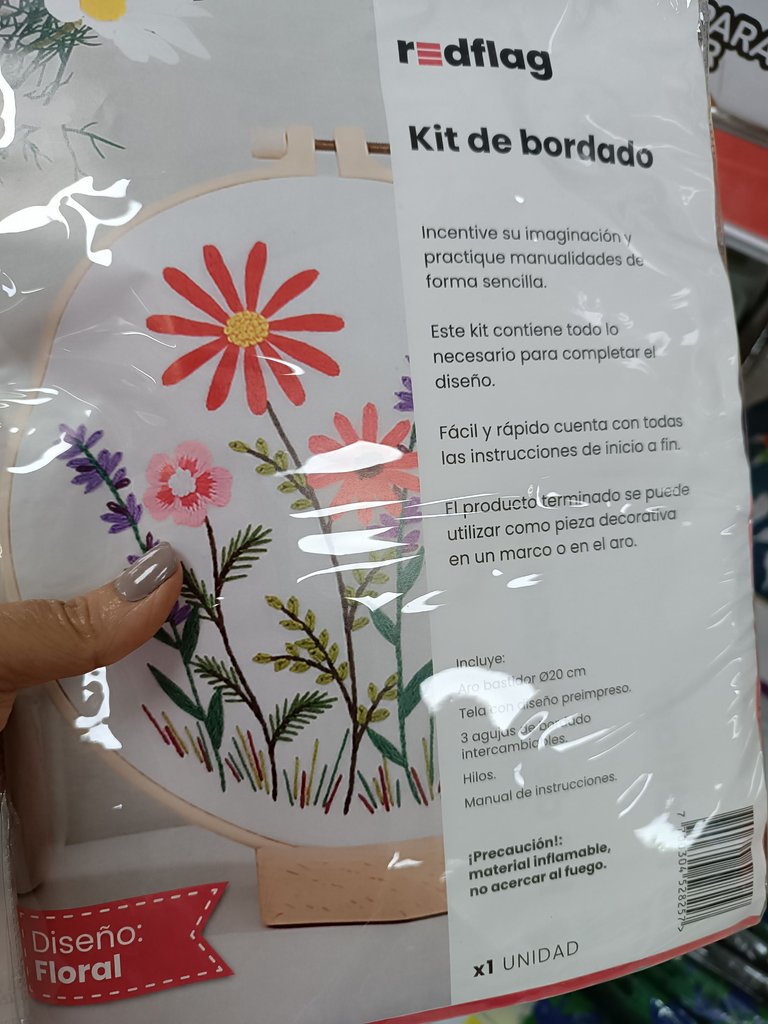 PARA
redflag
Kit de bordado
Incentive su imaginación y
practique manualidades de
forma sencilla.
Este kit contiene todo lo
necesario para completar el
diseño.
Fácil y rápido cuenta con todas
las instrucciones de inicio a fin.
El producto terminado se puede
utilizar como pieza decorativa
en un marco o en el aro.
Incluye:
Aro bastidor Ø20 cm
Tela con diseño preimpreso.
3 agujas de bordado
intercambiables.
Hilos.
Manual de instrucciones.
¡Precaución!:
material inflamable,
no acercar al fuego.
x1 UNIDAD
Diseño:
Floral